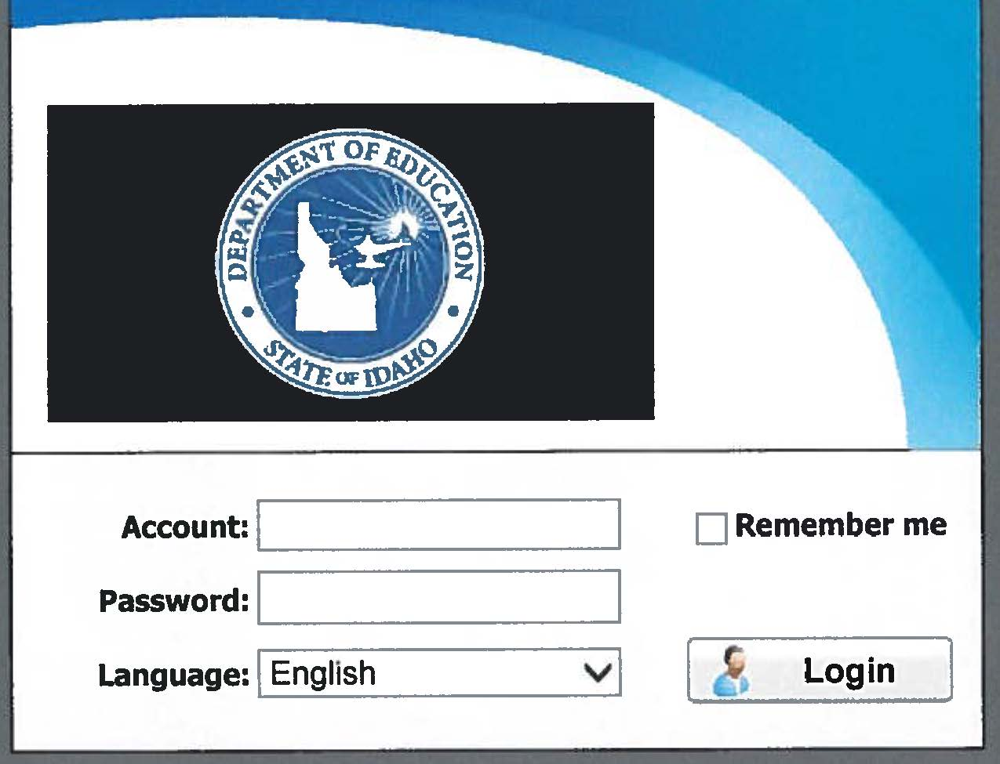 DEPARTMENT OF EDUCATION
STATE OF IDAHO
Account:
Remember me
Password:
Language: English
Login